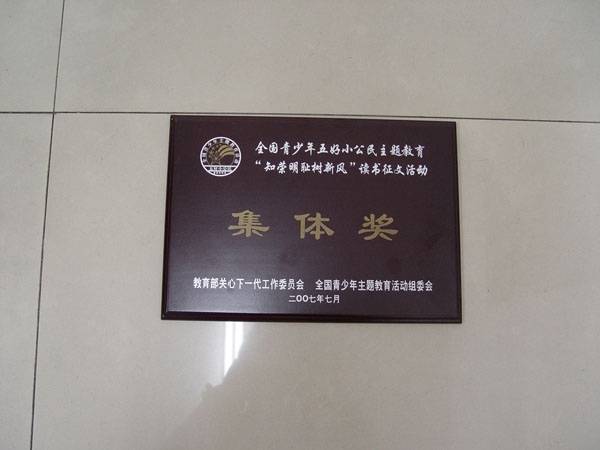 全国青少年五好小公民主题教育
“知荣明耻树新风”读书征文活动
集体奖
教育部关心下一代工作委员会 全国青少年主题教育活动组委会
二〇〇七年七月